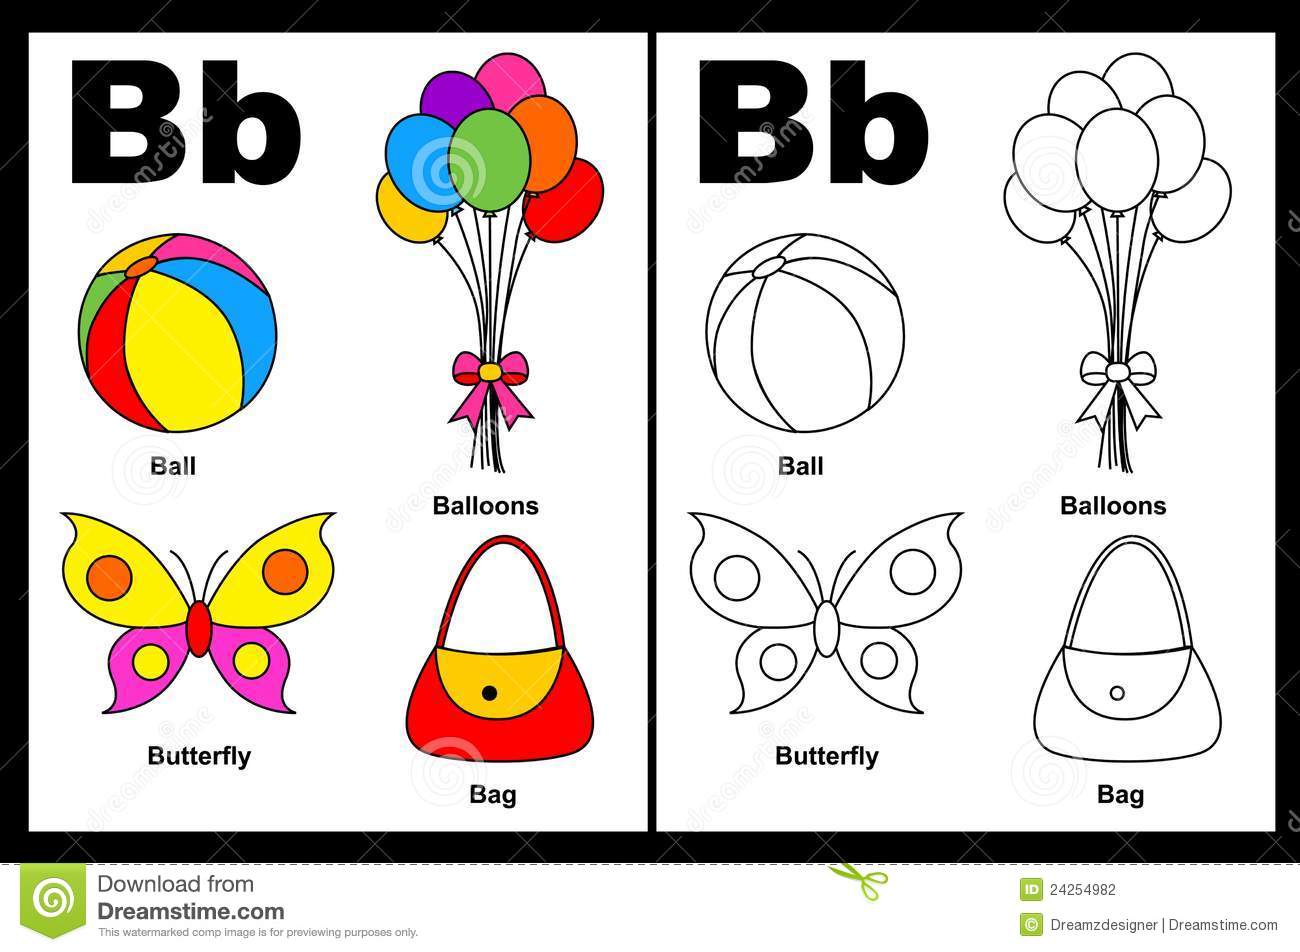 Bb
Ball
Balloons
Butterfly
Bag
Bb
Ball
Balloons
Butterfly
Bag
Download from
Dreamstime.com
This watermarked comp image is for previewing purposes only.
ID 24254982
© Dreamzdesigner | Dreamstime.com